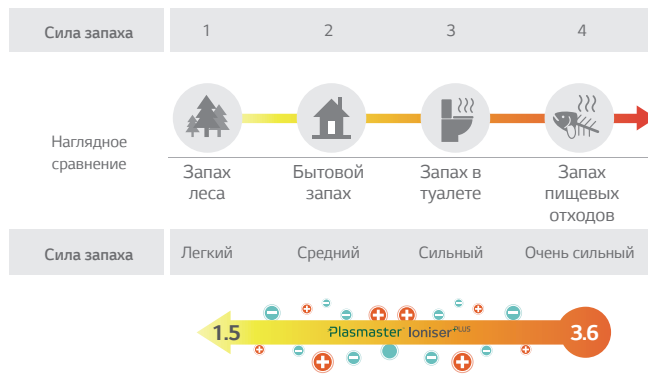 Сила запаха 1 2 3 4
Наглядное
сравнение
Запах
леса
Бытовой
запах
Запах в
туалете
Запах
пищевых
отходов
Сила запаха Легкий Средний Сильный Очень сильный
1.5 Plasmaster Ioniser PLUS 3.6